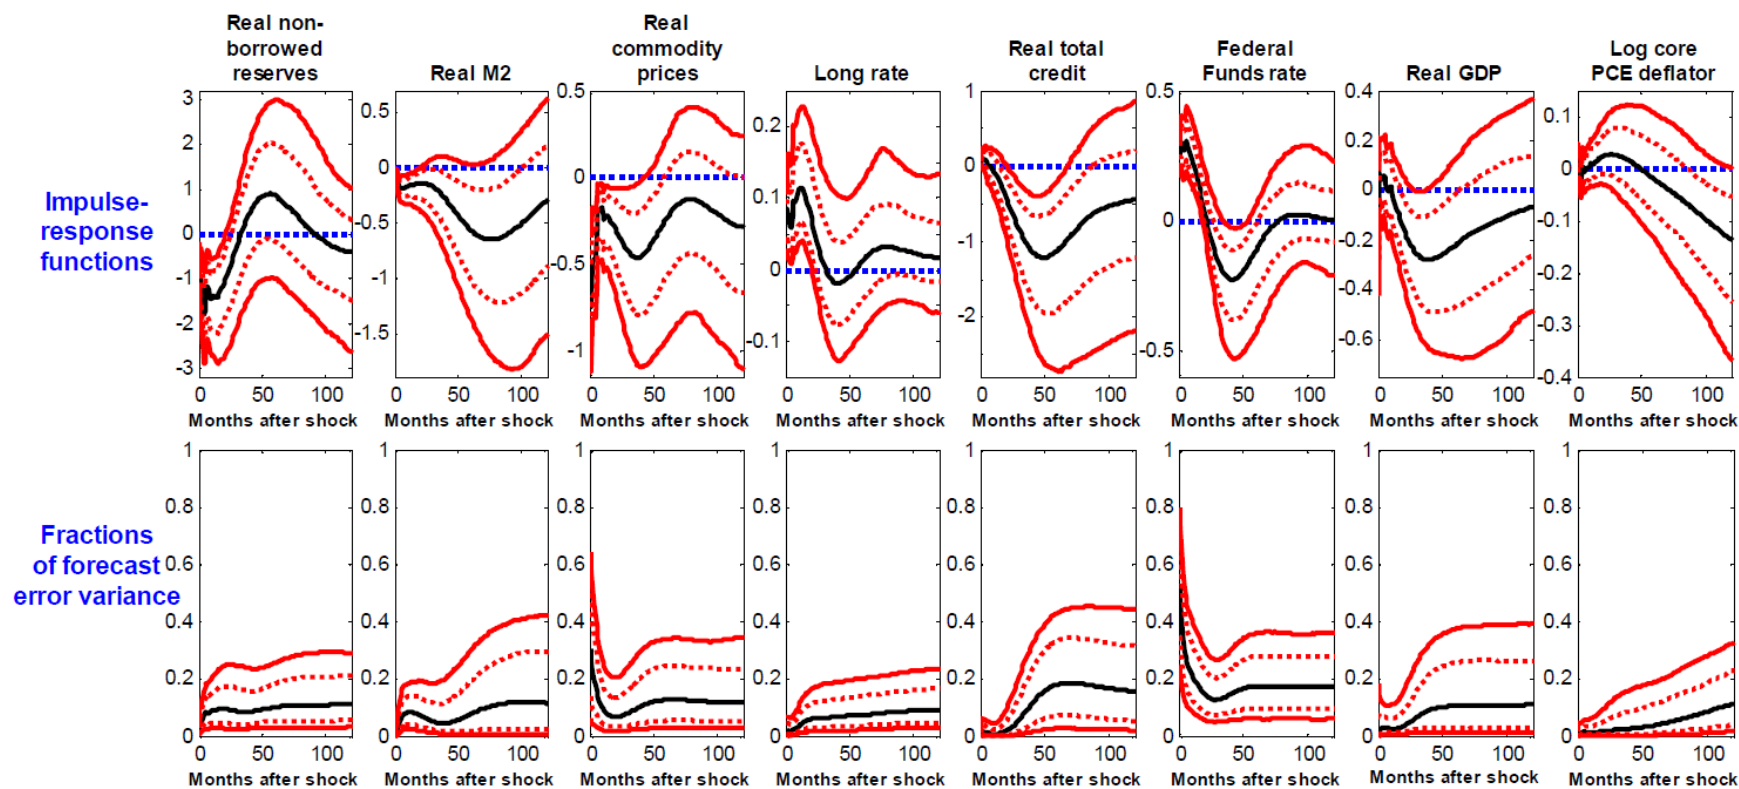 Real non-
borrowed
reserves
Real M2
Real
commodity
prices
Long rate
Real total
credit
Federal
Funds rate
Real GDP
Log core
PCE deflator
Impulse-
response
functions
3
2
1
0
-1
-2
-3
0 50 100
Months after shock
0.5
0
-0.5
-1
-1.5
0 50 100
Months after shock
0.5
0
-0.5
-1
0 50 100
Months after shock
0.2
0.1
0
-0.1
0 50 100
Months after shock
1
0
-1
-2
0 50 100
Months after shock
0.5
0
-0.5
0 50 100
Months after shock
0.4
0.2
0
-0.2
-0.4
-0.6
0 50 100
Months after shock
0.1
0
-0.1
-0.2
-0.3
-0.4
0 50 100
Months after shock
Fractions
of forecast
error variance
1
0.8
0.6
0.4
0.2
0
0 50 100
Months after shock
1
0.8
0.6
0.4
0.2
0
0 50 100
Months after shock
1
0.8
0.6
0.4
0.2
0
0 50 100
Months after shock
1
0.8
0.6
0.4
0.2
0
0 50 100
Months after shock
1
0.8
0.6
0.4
0.2
0
0 50 100
Months after shock
1
0.8
0.6
0.4
0.2
0
0 50 100
Months after shock
1
0.8
0.6
0.4
0.2
0
0 50 100
Months after shock
1
0.8
0.6
0.4
0.2
0
0 50 100
Months after shock